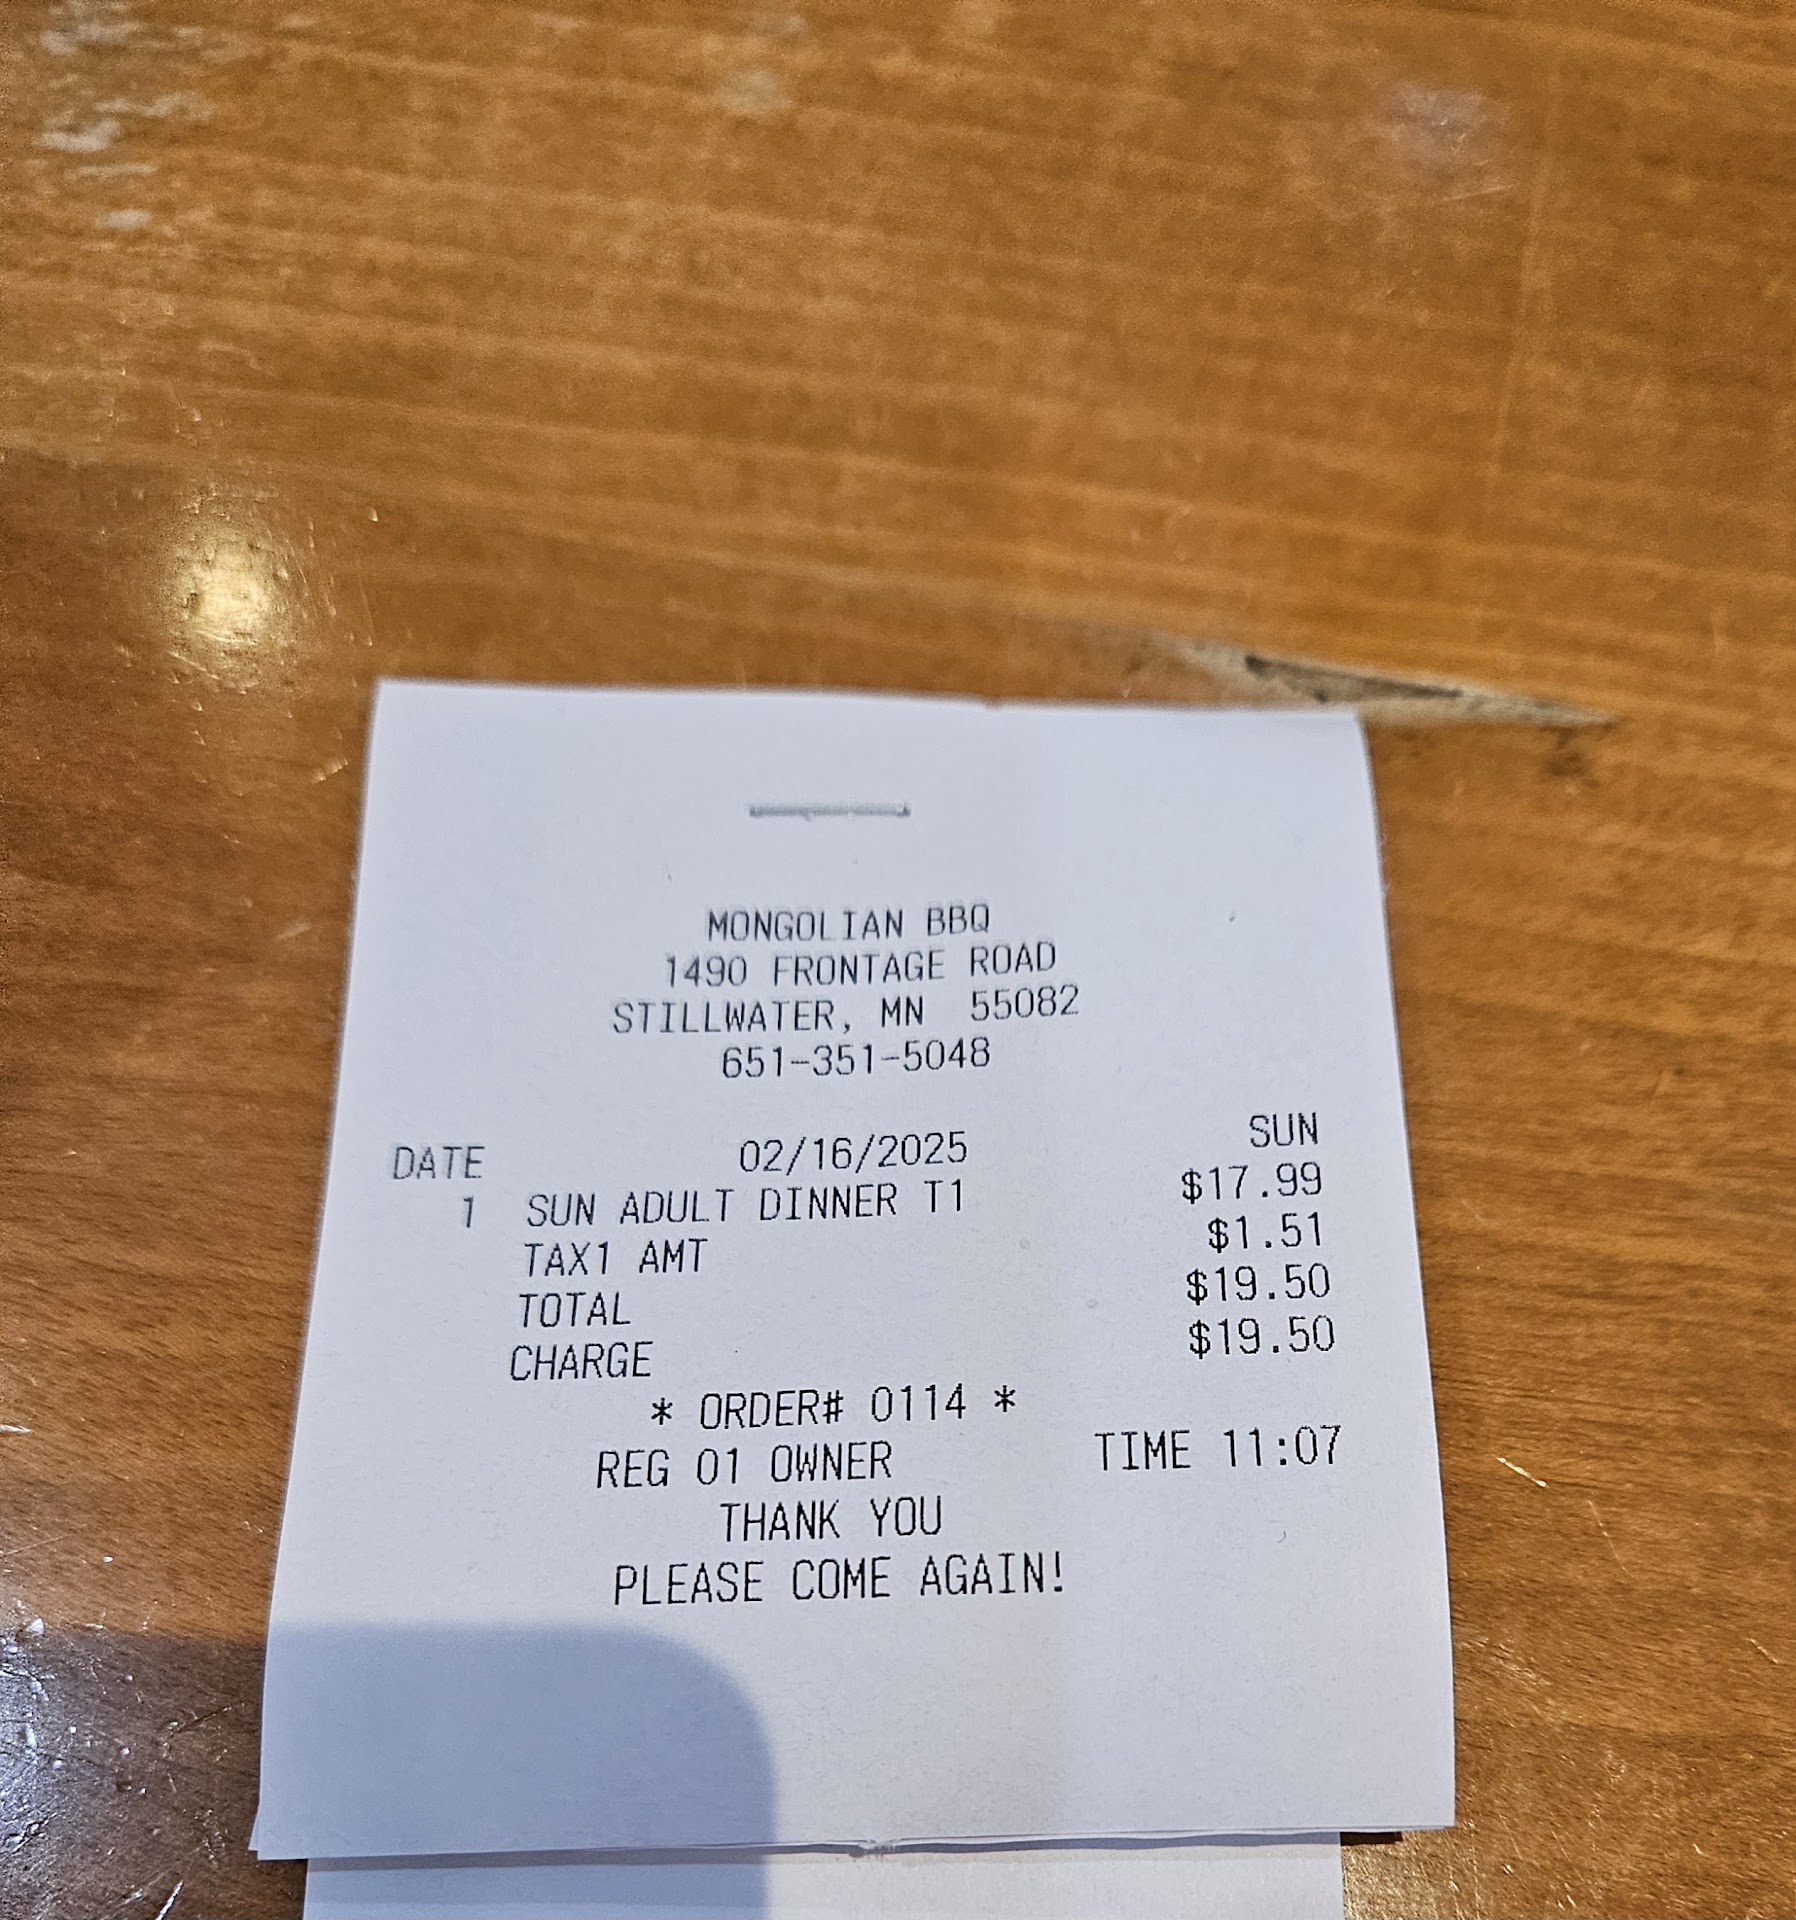 MONGOLIAN BBQ
1490 FRONTAGE ROAD
STILLWATER, MN 55082
651-351-5048
DATE 02/16/2025 SUN
1 SUN ADULT DINNER T1 $17.99
TAX1 AMT $1.51
TOTAL $19.50
CHARGE $19.50
* ORDER# 0114 *
REG 01 OWNER TIME 11:07
THANK YOU
PLEASE COME AGAIN!